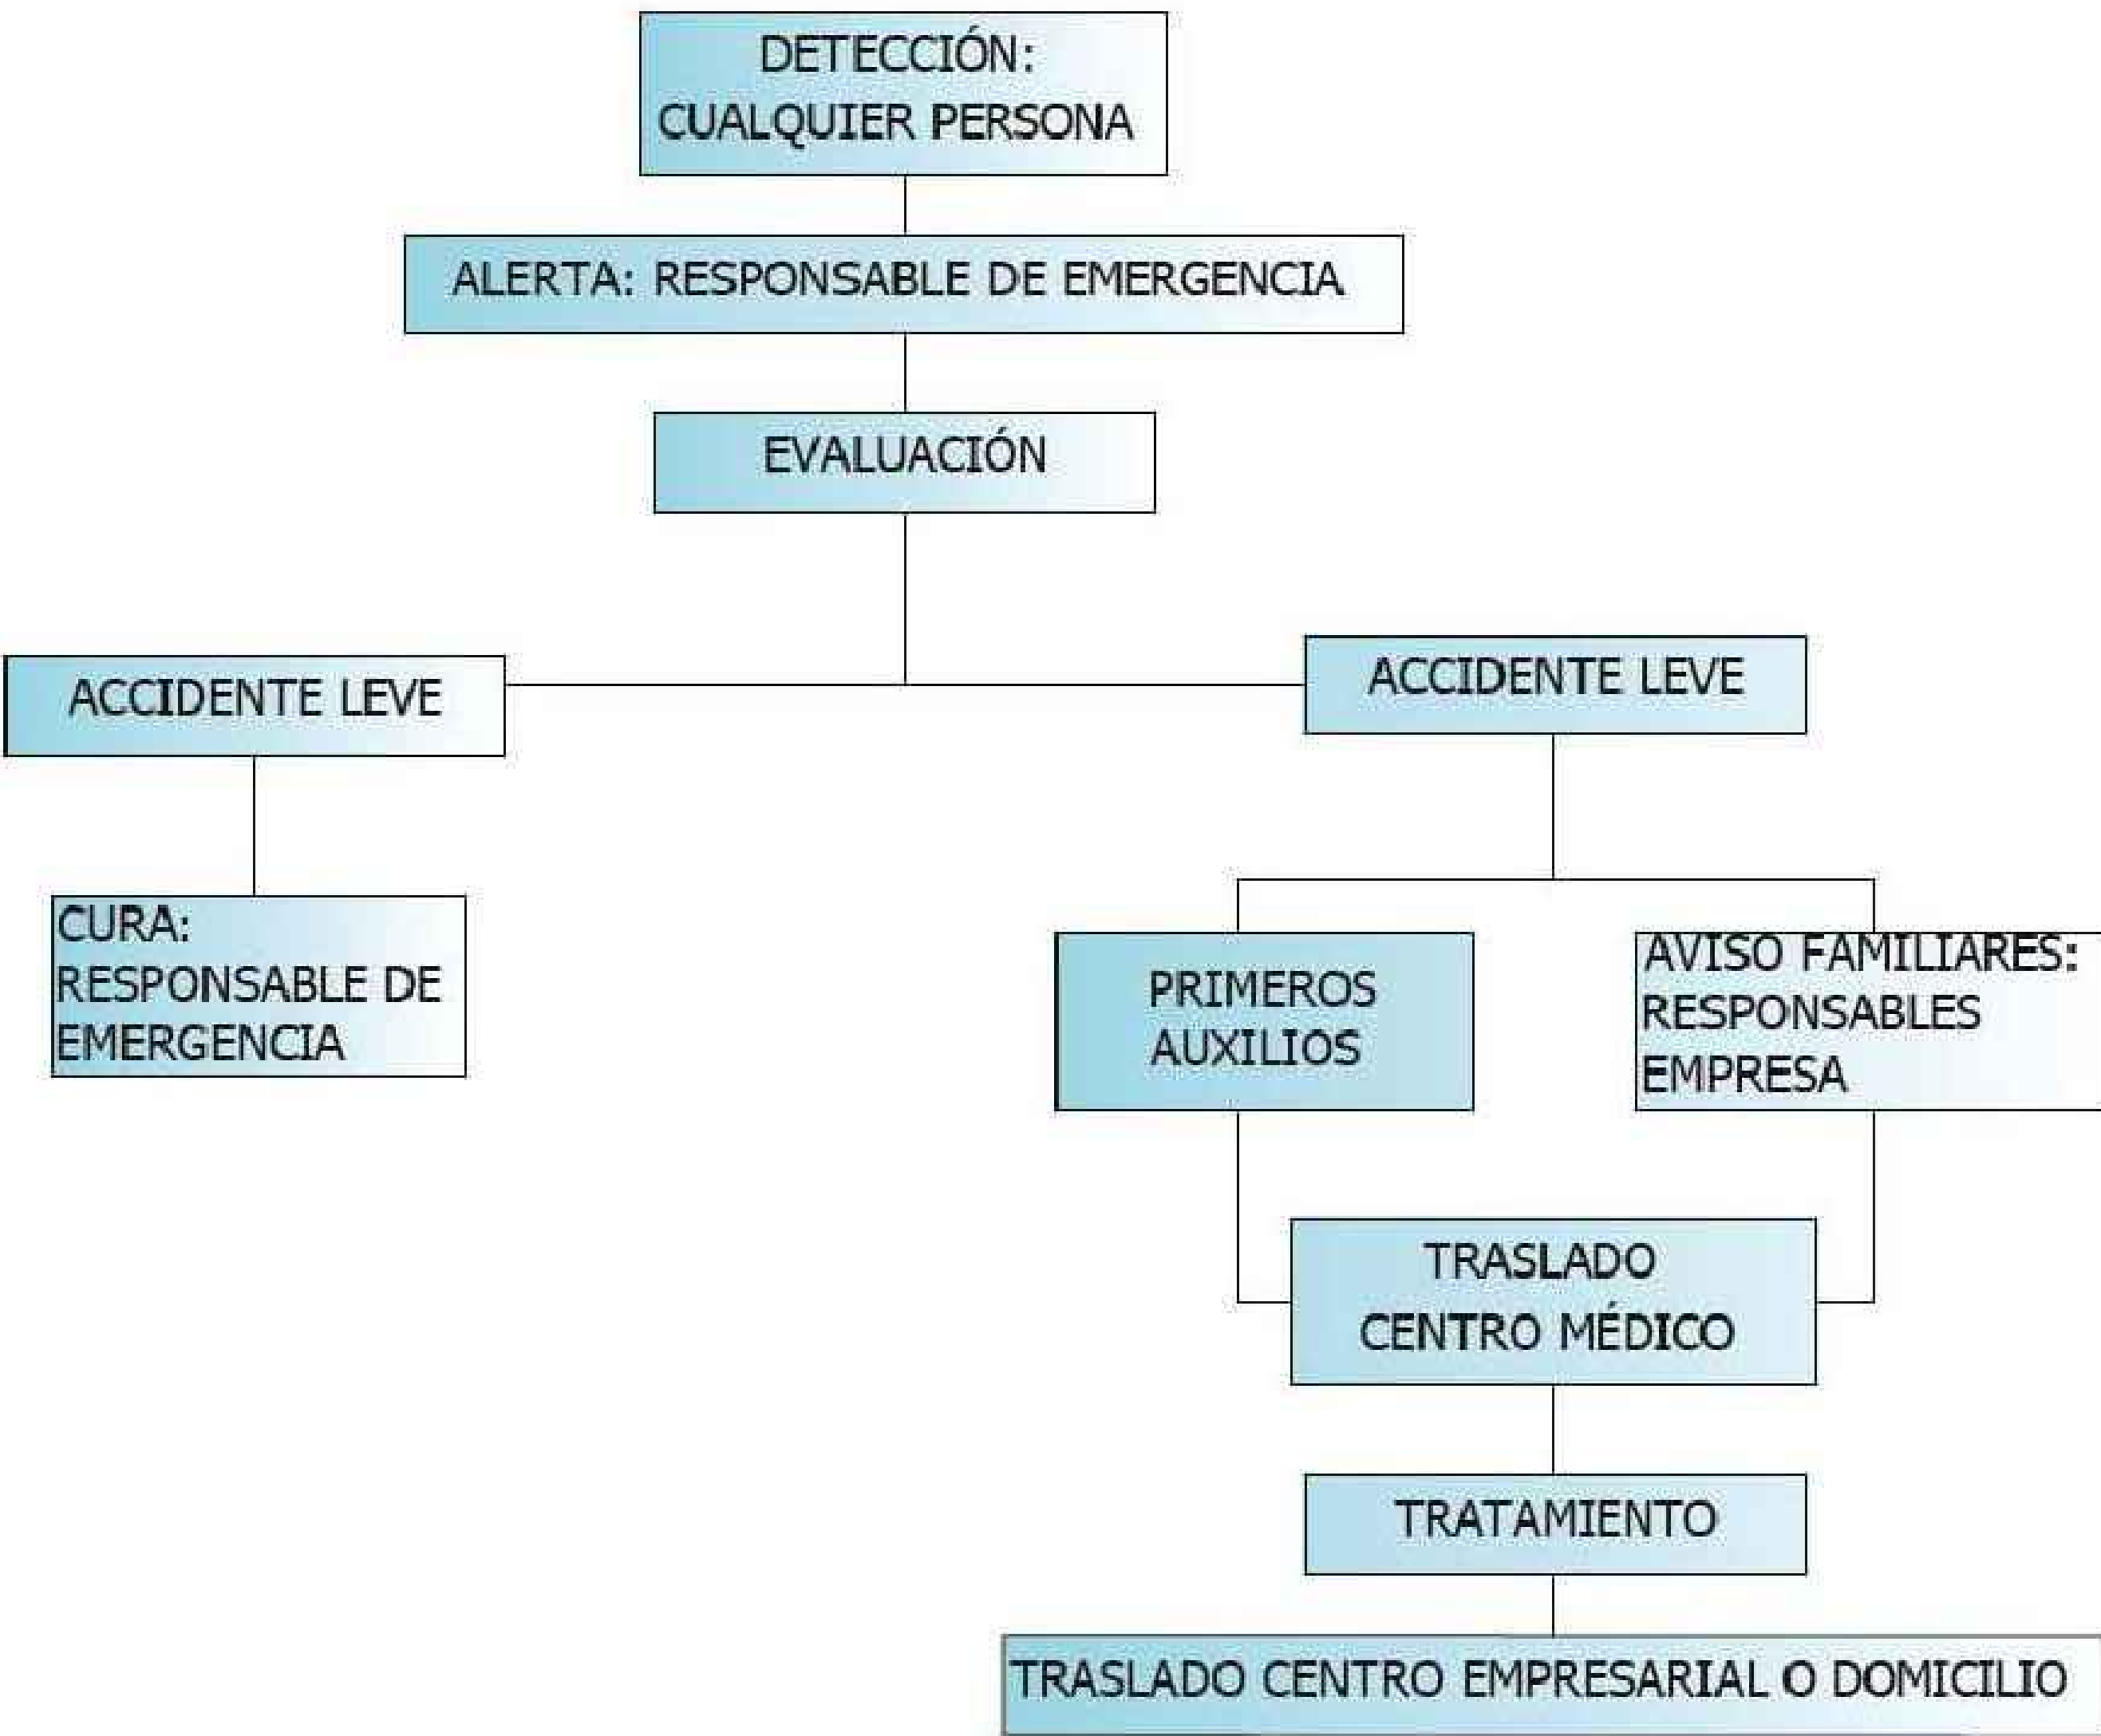 DETECCIÓN:
CUALQUIER PERSONA
ALERTA: RESPONSABLE DE EMERGENCIA
EVALUACIÓN
ACCIDENTE LEVE
ACCIDENTE LEVE
CURA:
RESPONSABLE DE
EMERGENCIA
PRIMEROS
AUXILIOS
AVISO FAMILIARES:
RESPONSABLES
EMPRESA
TRASLADO
CENTRO MÉDICO
TRATAMIENTO
TRASLADO CENTRO EMPRESARIAL O DOMICILIO